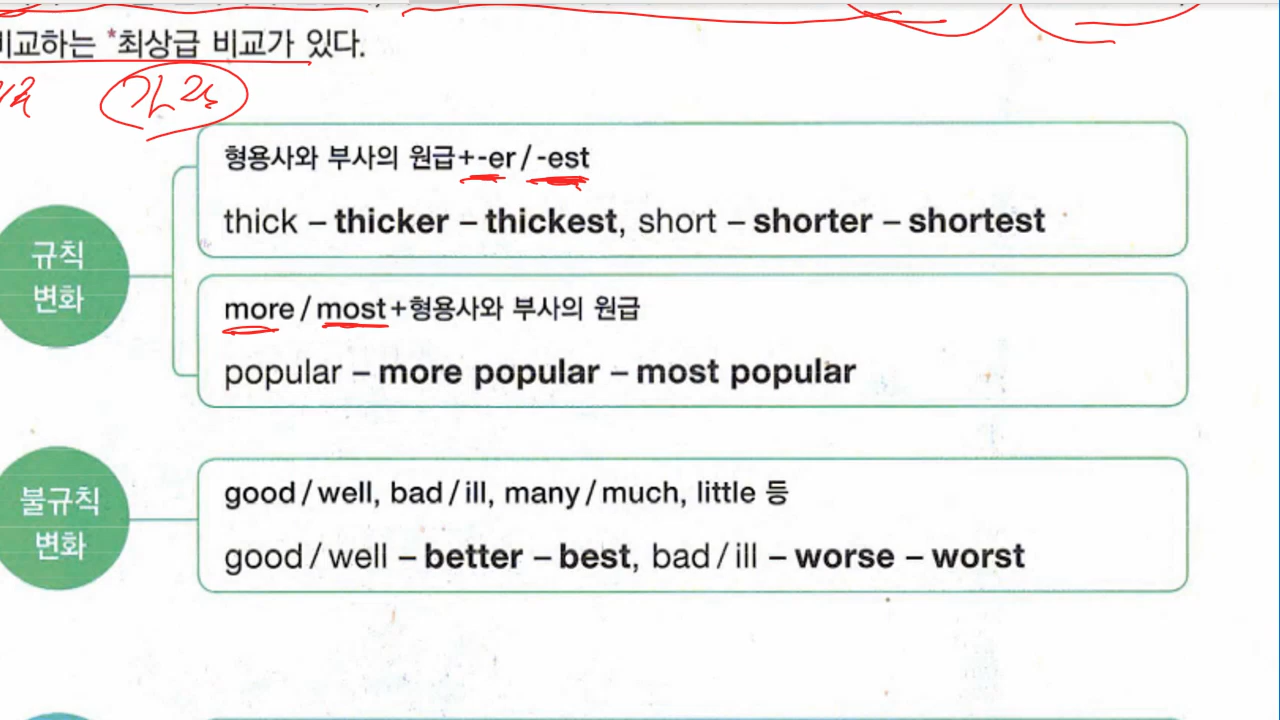 비교하는 *최상급 비교가 있다.
형용사와 부사의 원급+-er/-est
thick – thicker – thickest, short – shorter – shortest
규칙
변화
more/most+형용사와 부사의 원급
popular – more popular – most popular
불규칙
변화
good/well, bad/ill, many/much, little 등
good/well – better – best, bad/ill – worse – worst